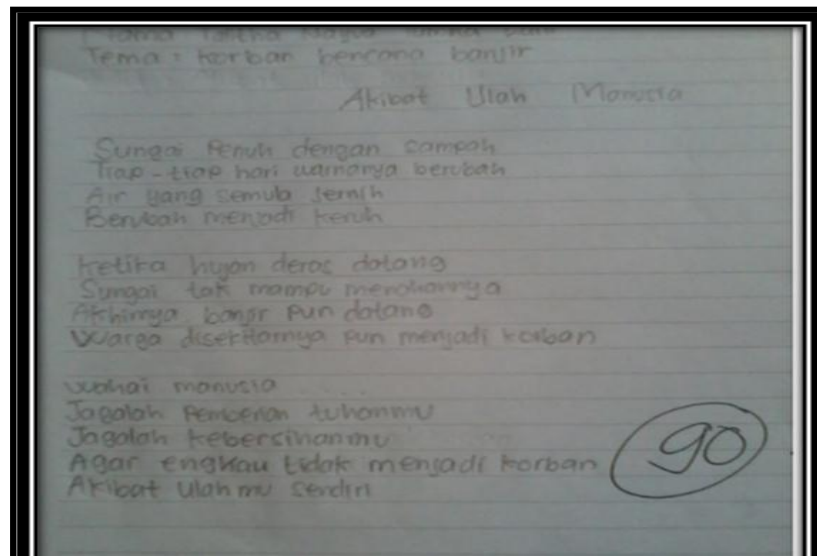 Tema : korban bencana banjir
Akibat Ulah Manusia
Sungai Penuh dengan sampah
Tiap-tiap hari warnanya berubah
Air yang semula jernih
Berubah menjadi keruh
ketika hujan deras datang
Sungai tak mampu menahannya
Akhirnya banjir pun datang
Warga disekitarnya pun menjadi korban
wahai manusia . . . .
Jagalah Pemberian tuhanmu
Jagalah kebersihanmu
Agar engkau tidak menjadi korban
Akibat Ulahmu sendiri
90